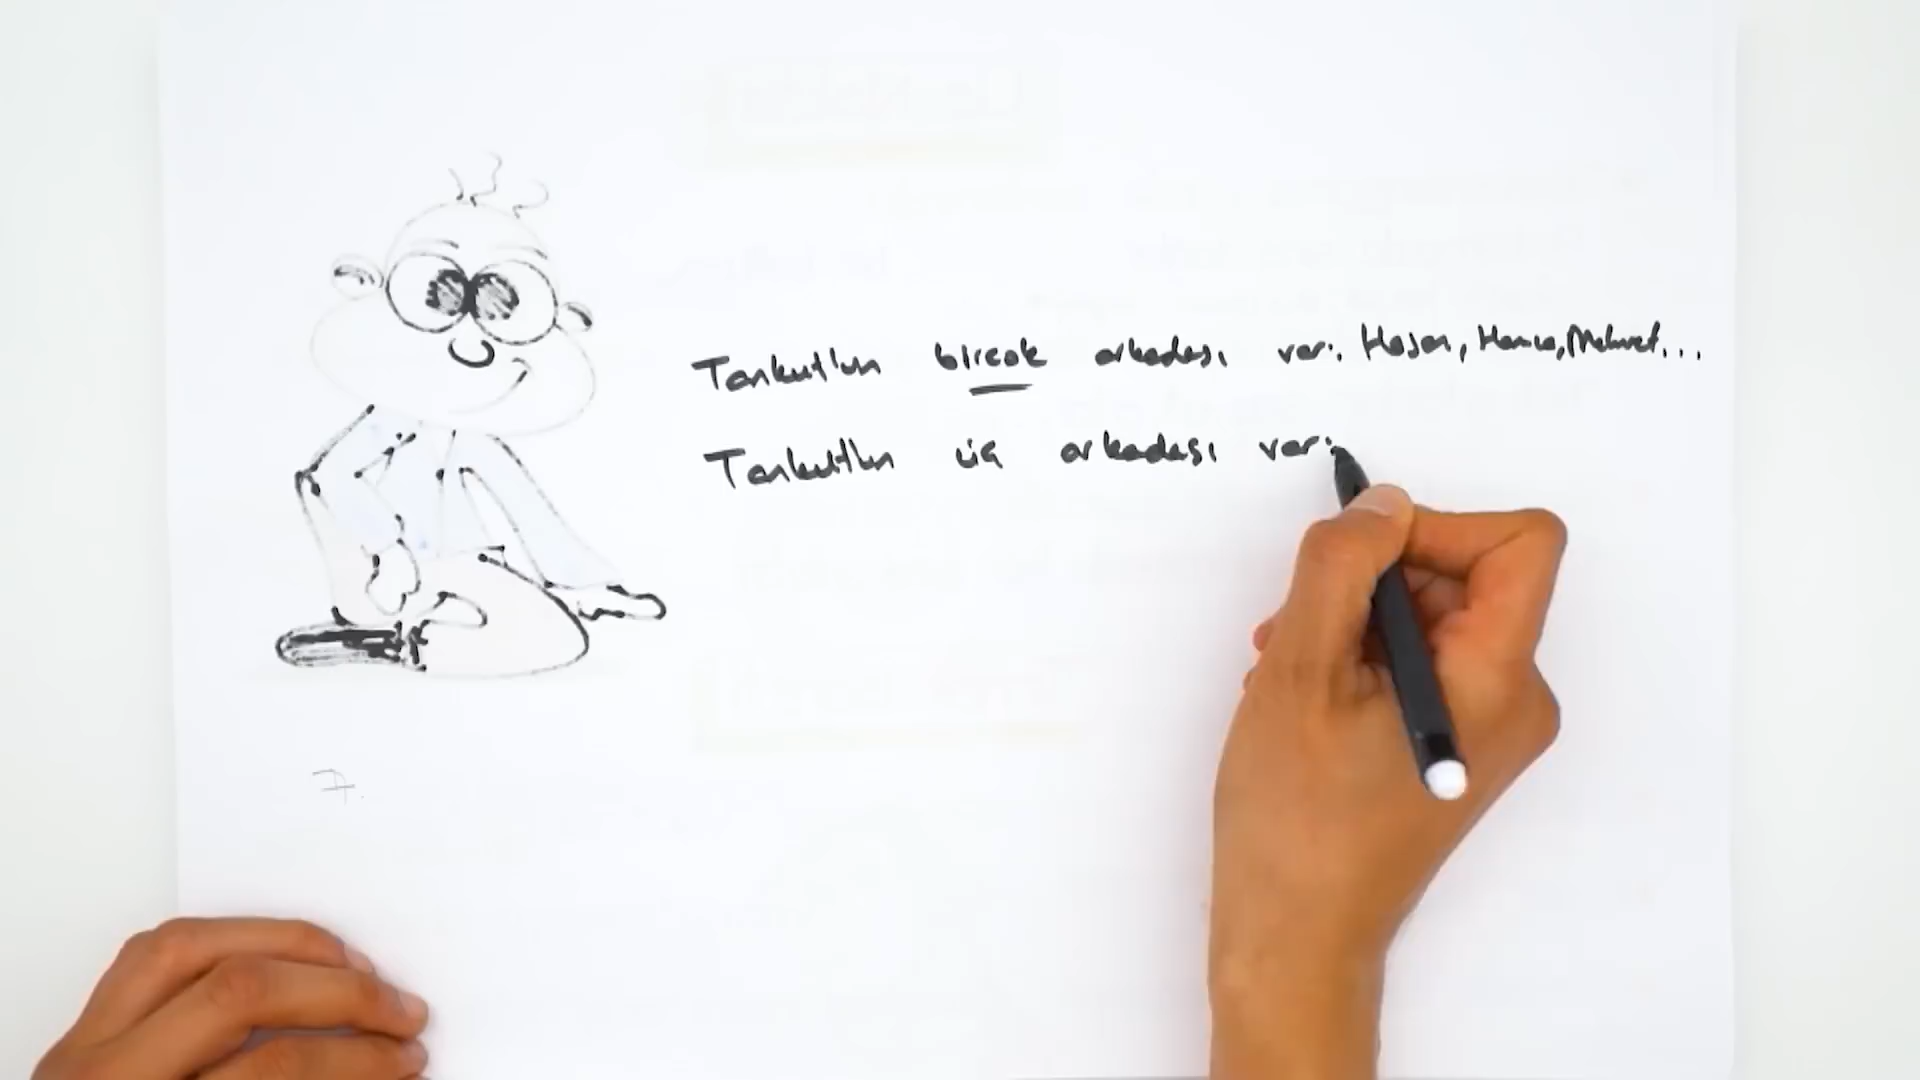 Tankut'un birçok arkadaşı var: Hasan, Hamza, Mehmet...
Tankut'un üç arkadaşı var: